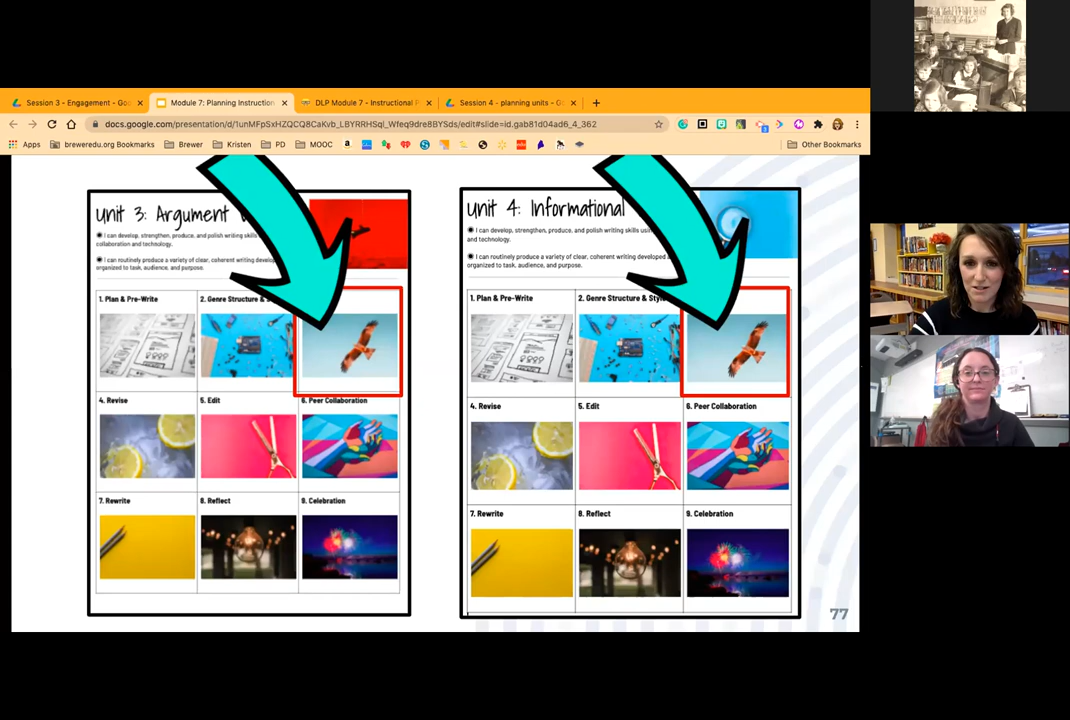 Session 3 - Engagement - Goo
Module 7: Planning Instruction
DLP Module 7 - Instructional P
Session 4 - planning units - Go
docs.google.com/presentation/d/1unMFpSxHZQCQ8CaKvb_LBYRRHSql_Wfeq9dre8BYSds/edit#slide=id.gab81d04ad6_4_362
Apps
breweredu.org Bookmarks
Brewer
Kristen
PD
MOOC
Other Bookmarks
Unit 3: Argument
I can develop, strengthen, produce, and polish writing skills
collaboration and technology.
I can routinely produce a variety of clear, coherent writing
organized to task, audience, and purpose.
1. Plan & Pre-Write
2. Genre Structure &
4. Revise
5. Edit
6. Peer Collaboration
7. Rewrite
8. Reflect
9. Celebration
Unit 4: Informational
I can develop, strengthen, produce, and polish writing skills
and technology.
I can routinely produce a variety of clear, coherent writing developed
organized to task, audience, and purpose.
1. Plan & Pre-Write
2. Genre Structure & Style
4. Revise
5. Edit
6. Peer Collaboration
7. Rewrite
8. Reflect
9. Celebration
77